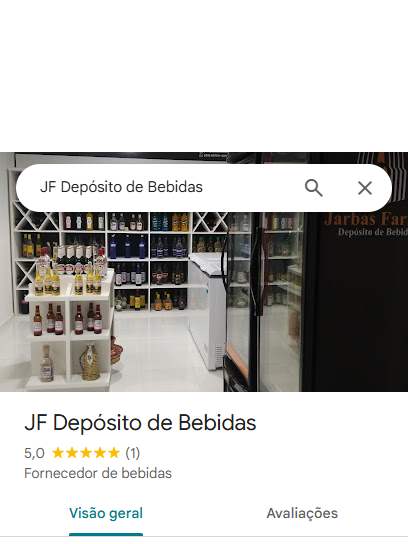 JF Depósito de Bebidas
Jarbas Far
Depósito de Bebid
JF Depósito de Bebidas
5,0 (1)
Fornecedor de bebidas
Visão geral
Avaliações